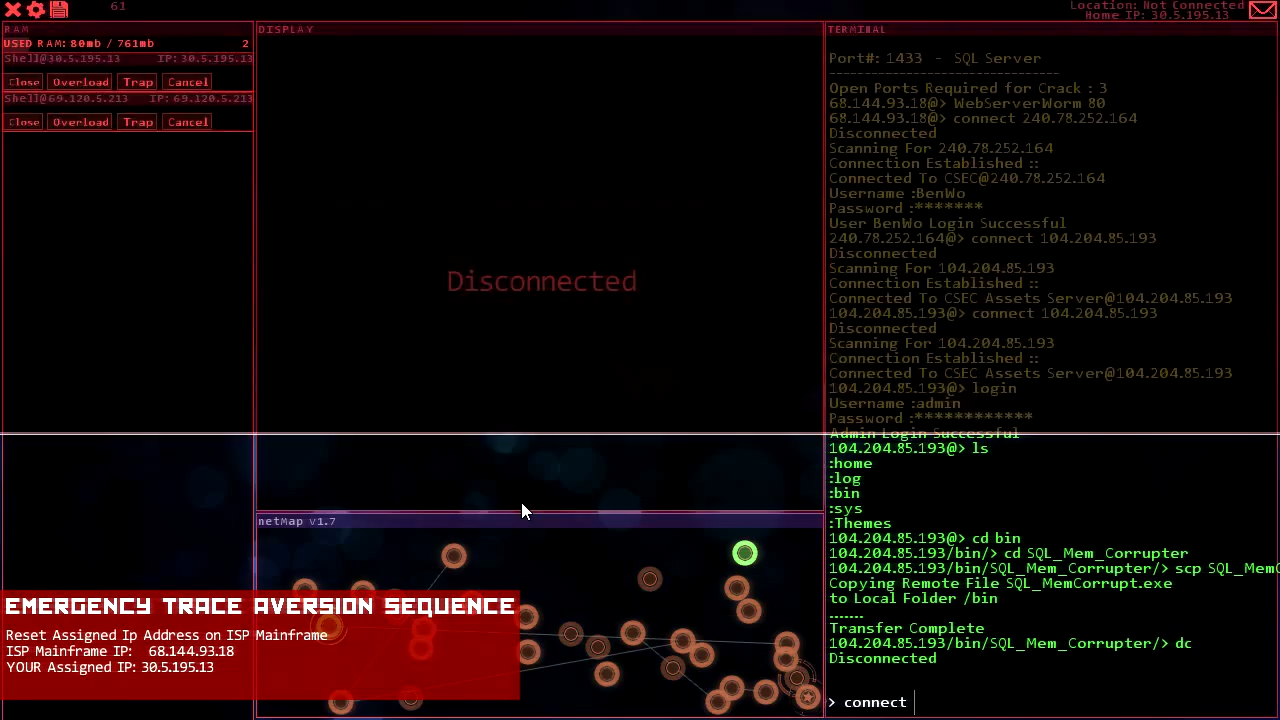 61
Location: Not Connected
Home IP: 30.5.195.13
RAM
USED RAM: 80mb / 761mb 2
Shell@30.5.195.13 IP: 30.5.195.13
Close Overload Trap Cancel
Shell@69.120.5.213 IP: 69.120.5.213
Close Overload Trap Cancel
DISPLAY
Disconnected
netMap v1.7
EMERGENCY TRACE AVERSION SEQUENCE
Reset Assigned Ip Address on ISP Mainframe
ISP Mainframe IP: 68.144.93.18
YOUR Assigned IP: 30.5.195.13
TERMINAL
Port#: 1433 - SQL Server
---------------------------------
Open Ports Required for Crack : 3
68.144.93.18@> WebServerWorm 80
68.144.93.18@> connect 240.78.252.164
Disconnected
Scanning For 240.78.252.164
Connection Established ::
Connected To CSEC@240.78.252.164
Username :BenWo
Password :*******
User BenWo Login Successful
240.78.252.164@> connect 104.204.85.193
Disconnected
Scanning For 104.204.85.193
Connection Established ::
Connected To CSEC Assets Server@104.204.85.193
104.204.85.193@> connect 104.204.85.193
Disconnected
Scanning For 104.204.85.193
Connection Established ::
Connected To CSEC Assets Server@104.204.85.193
104.204.85.193@> login
Username :admin
Password :************
Admin Login Successful
104.204.85.193@> ls
:home
:log
:bin
:sys
:Themes
104.204.85.193@> cd bin
104.204.85.193/bin/> cd SQL_Mem_Corrupter
104.204.85.193/bin/SQL_Mem_Corrupter/> scp SQL_MemC
Copying Remote File SQL_MemCorrupt.exe
to Local Folder /bin
.......
Transfer Complete
104.204.85.193/bin/SQL_Mem_Corrupter/> dc
Disconnected
> connect